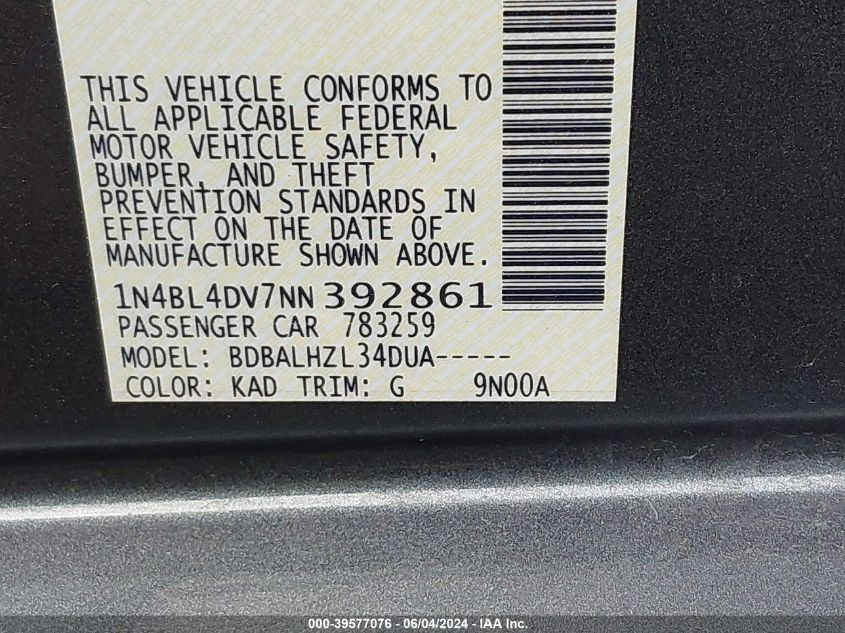 THIS VEHICLE CONFORMS TO
ALL APPLICABLE FEDERAL
MOTOR VEHICLE SAFETY,
BUMPER, AND THEFT
PREVENTION STANDARDS IN
EFFECT ON THE DATE OF
MANUFACTURE SHOWN ABOVE.
1N4BL4DV7NN 392861
PASSENGER CAR 783259
MODEL: BDBALHZL34DUA-----
COLOR: KAD TRIM: G 9N00A
000-39577076 - 06/04/2024 - IAA Inc.